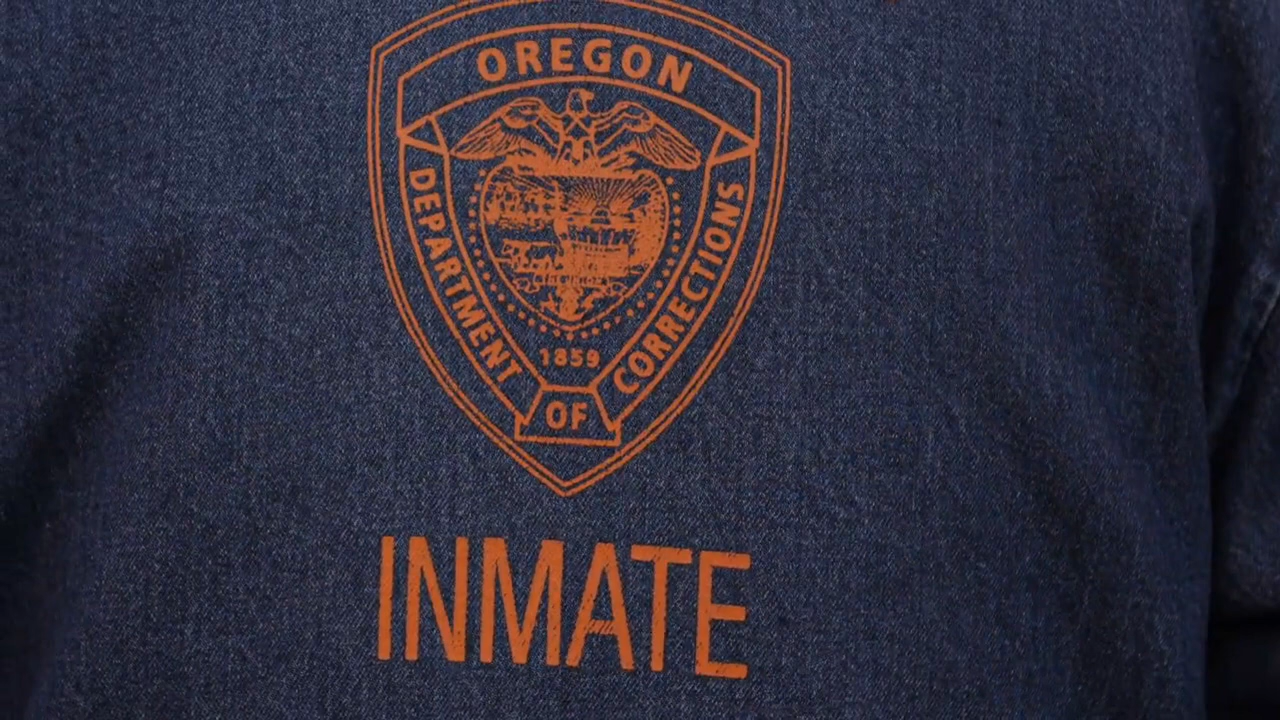 OREGON
DEPARTMENT
OF
CORRECTIONS
1859
INMATE